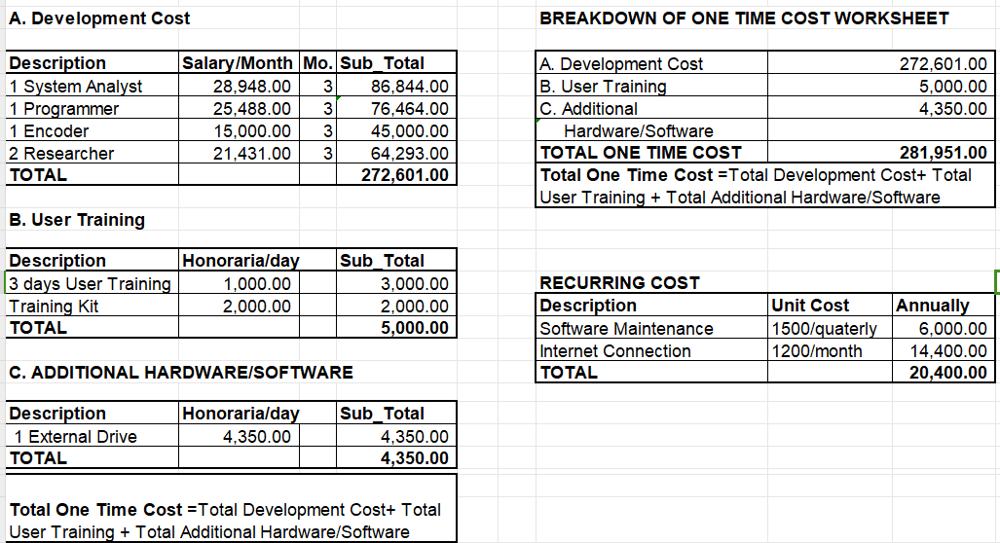 A. Development Cost
Description Salary/Month Mo. Sub_Total
1 System Analyst 28,948.00 3 86,844.00
1 Programmer 25,488.00 3 76,464.00
1 Encoder 15,000.00 3 45,000.00
2 Researcher 21,431.00 3 64,293.00
TOTAL 272,601.00
B. User Training
Description Honoraria/day Sub_Total
3 days User Training 1,000.00 3,000.00
Training Kit 2,000.00 2,000.00
TOTAL 5,000.00
C. ADDITIONAL HARDWARE/SOFTWARE
Description Honoraria/day Sub_Total
1 External Drive 4,350.00 4,350.00
TOTAL 4,350.00
Total One Time Cost =Total Development Cost+ Total
User Training + Total Additional Hardware/Software
BREAKDOWN OF ONE TIME COST WORKSHEET
A. Development Cost 272,601.00
B. User Training 5,000.00
C. Additional 4,350.00
Hardware/Software
TOTAL ONE TIME COST 281,951.00
Total One Time Cost =Total Development Cost+ Total
User Training + Total Additional Hardware/Software
RECURRING COST
Description Unit Cost Annually
Software Maintenance 1500/quaterly 6,000.00
Internet Connection 1200/month 14,400.00
TOTAL 20,400.00